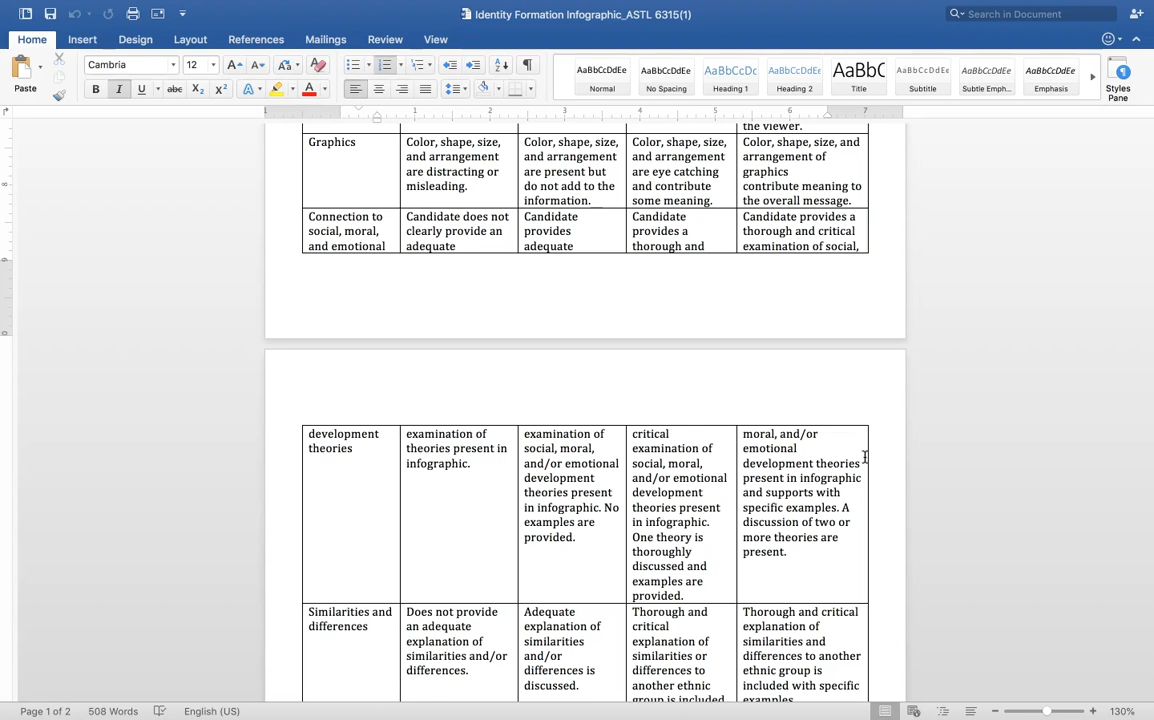 Identity Formation Infographic_ASTL 6315(1)
Search in Document
Home Insert Design Layout References Mailings Review View
Paste
Cambria 12
AaBbCcDdEe AaBbCcDdEe AaBbCcDc AaBbCcDdEe AaBbC AaBbCcDdEe AaBbCcDdEe AaBbCcDdEe
Normal No Spacing Heading 1 Heading 2 Title Subtitle Subtle Emph... Emphasis
Styles
Pane
1 2 3 4 5 6 7
the viewer.
Graphics
Color, shape, size,
and arrangement
are distracting or
misleading.
Color, shape, size,
and arrangement
are present but
do not add to the
information.
Color, shape, size,
and arrangement
are eye catching
and contribute
some meaning.
Color, shape, size, and
arrangement of
graphics
contribute meaning to
the overall message.
Connection to
social, moral,
and emotional
Candidate does not
clearly provide an
adequate
Candidate
provides
adequate
Candidate
provides a
thorough and
Candidate provides a
thorough and critical
examination of social,
development
theories
examination of
theories present in
infographic.
examination of
social, moral,
and/or emotional
development
theories present
in infographic. No
examples are
provided.
critical
examination of
social, moral,
and/or emotional
development
theories present
in infographic.
One theory is
thoroughly
discussed and
examples are
provided.
moral, and/or
emotional
development theories
present in infographic
and supports with
specific examples. A
discussion of two or
more theories are
present.
Similarities and
differences
Does not provide
an adequate
explanation of
similarities and/or
differences.
Adequate
explanation of
similarities
and/or
differences is
discussed.
Thorough and
critical
explanation of
similarities or
differences to
another ethnic
group is included
Thorough and critical
explanation of
similarities and
differences to another
ethnic group is
included with specific
examples.
Page 1 of 2 508 Words English (US) 130%